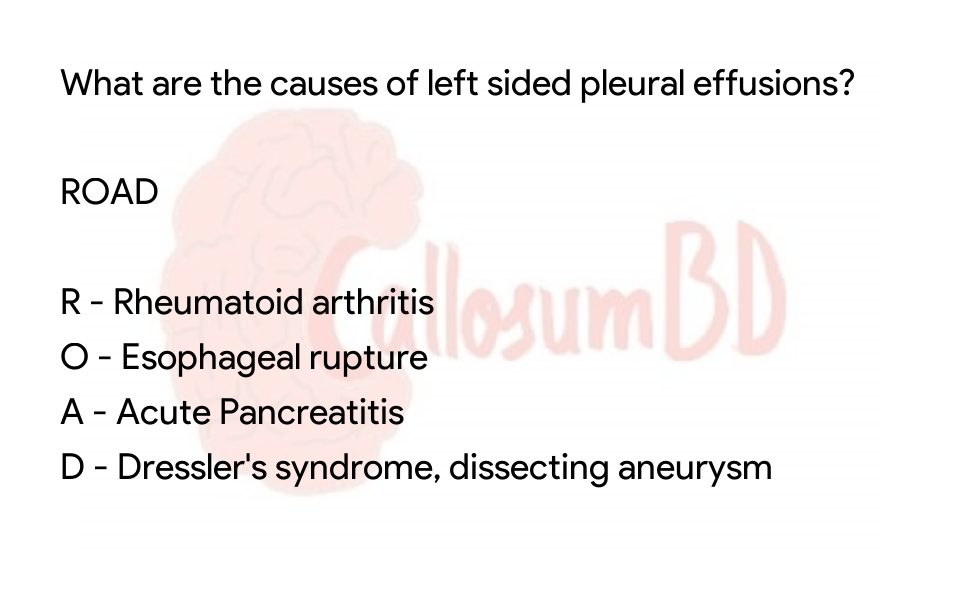 What are the causes of left sided pleural effusions?
ROAD
CallosumBD
R - Rheumatoid arthritis
O - Esophageal rupture
A - Acute Pancreatitis
D - Dressler's syndrome, dissecting aneurysm